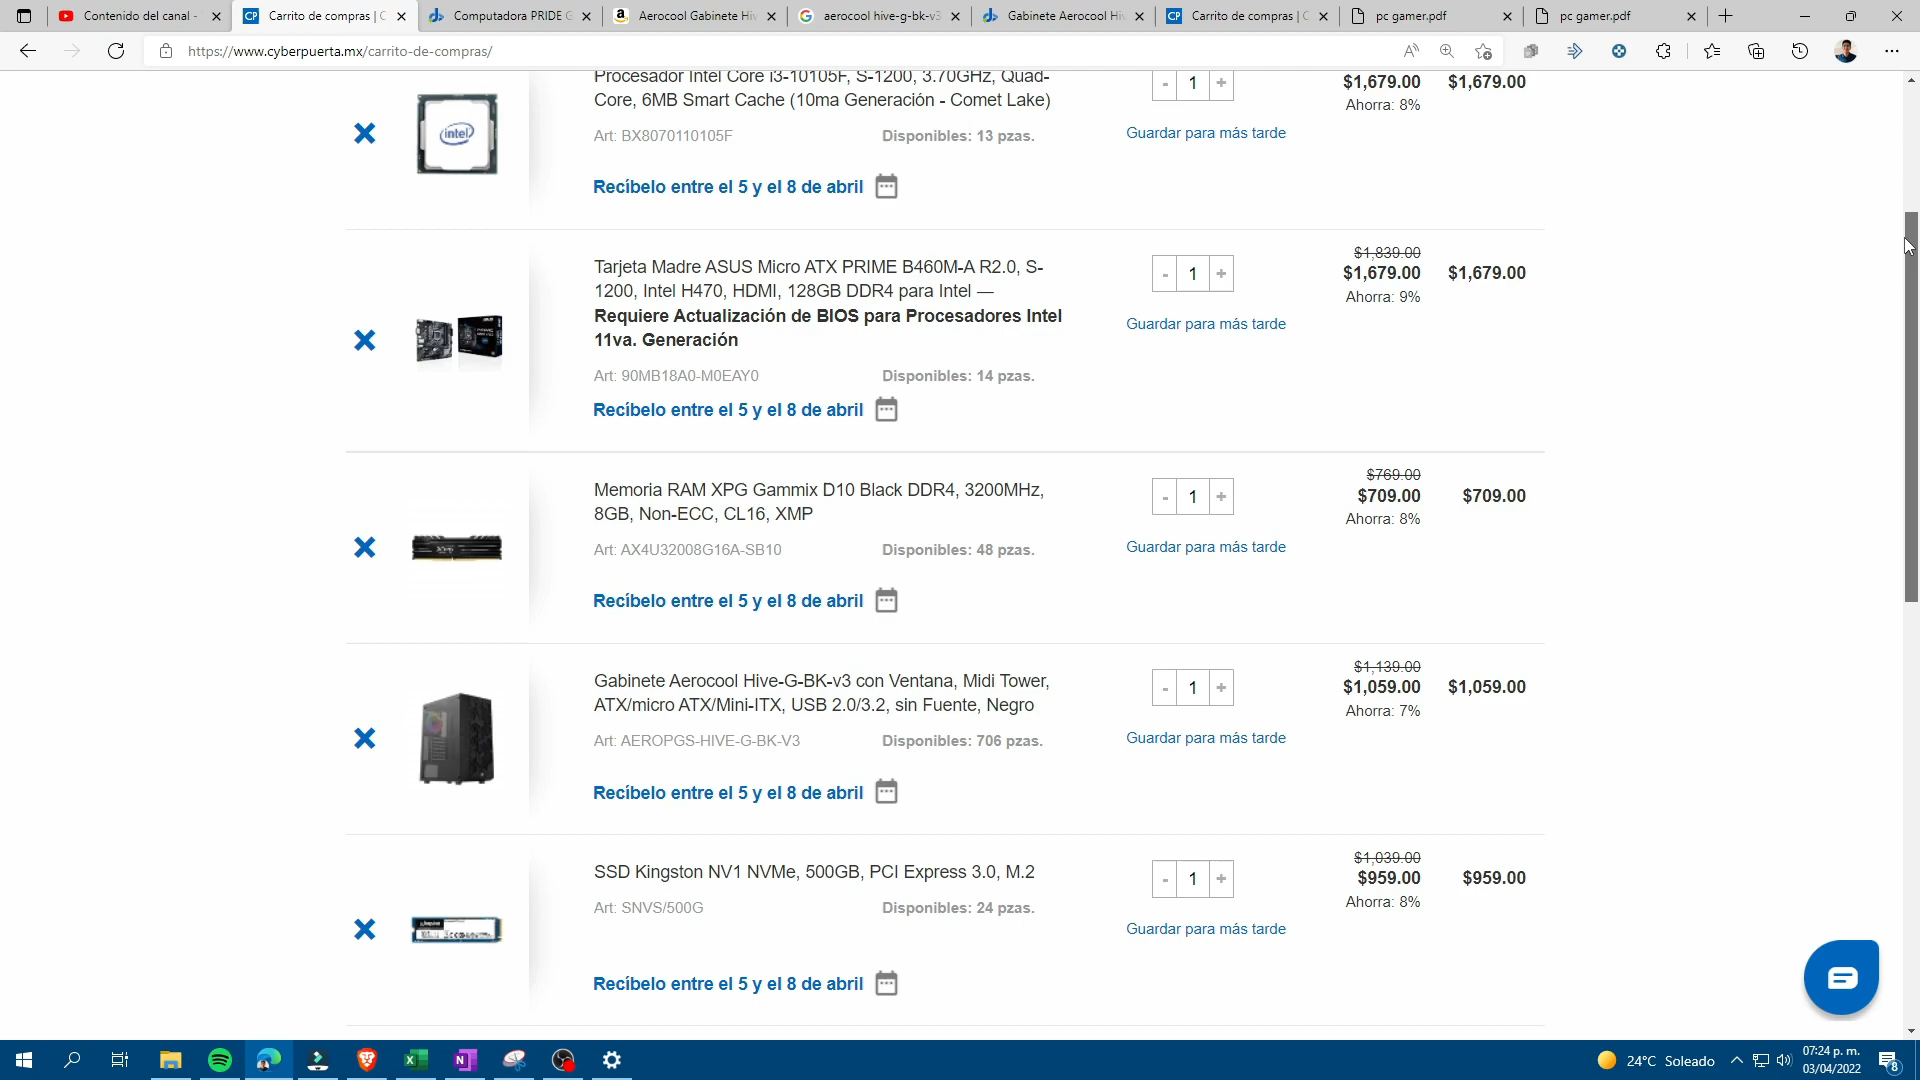 Contenido del canal -
Carrito de compras | C
Computadora PRIDE G
Aerocool Gabinete Hiv
aerocool hive-g-bk-v3
Gabinete Aerocool Hi
Carrito de compras | C
pc gamer.pdf
pc gamer.pdf
https://www.cyberpuerta.mx/carrito-de-compras/
Procesador Intel Core i3-10105F, S-1200, 3.70GHz, Quad-
Core, 6MB Smart Cache (10ma Generación - Comet Lake)
Art: BX8070110105F
Disponibles: 13 pzas.
Recíbelo entre el 5 y el 8 de abril
- 1 +
Guardar para más tarde
$1,679.00
Ahorra: 8%
$1,679.00
intel
Tarjeta Madre ASUS Micro ATX PRIME B460M-A R2.0, S-
1200, Intel H470, HDMI, 128GB DDR4 para Intel —
Requiere Actualización de BIOS para Procesadores Intel
11va. Generación
Art: 90MB18A0-M0EAY0
Disponibles: 14 pzas.
Recíbelo entre el 5 y el 8 de abril
- 1 +
Guardar para más tarde
$1,839.00
$1,679.00
Ahorra: 9%
$1,679.00
Memoria RAM XPG Gammix D10 Black DDR4, 3200MHz,
8GB, Non-ECC, CL16, XMP
Art: AX4U32008G16A-SB10
Disponibles: 48 pzas.
Recíbelo entre el 5 y el 8 de abril
- 1 +
Guardar para más tarde
$769.00
$709.00
Ahorra: 8%
$709.00
Gabinete Aerocool Hive-G-BK-v3 con Ventana, Midi Tower,
ATX/micro ATX/Mini-ITX, USB 2.0/3.2, sin Fuente, Negro
Art: AEROPGS-HIVE-G-BK-V3
Disponibles: 706 pzas.
Recíbelo entre el 5 y el 8 de abril
- 1 +
Guardar para más tarde
$1,139.00
$1,059.00
Ahorra: 7%
$1,059.00
SSD Kingston NV1 NVMe, 500GB, PCI Express 3.0, M.2
Art: SNVS/500G
Disponibles: 24 pzas.
Recíbelo entre el 5 y el 8 de abril
- 1 +
Guardar para más tarde
$1,039.00
$959.00
Ahorra: 8%
$959.00
24°C Soleado
07:24 p. m.
03/04/2022
8